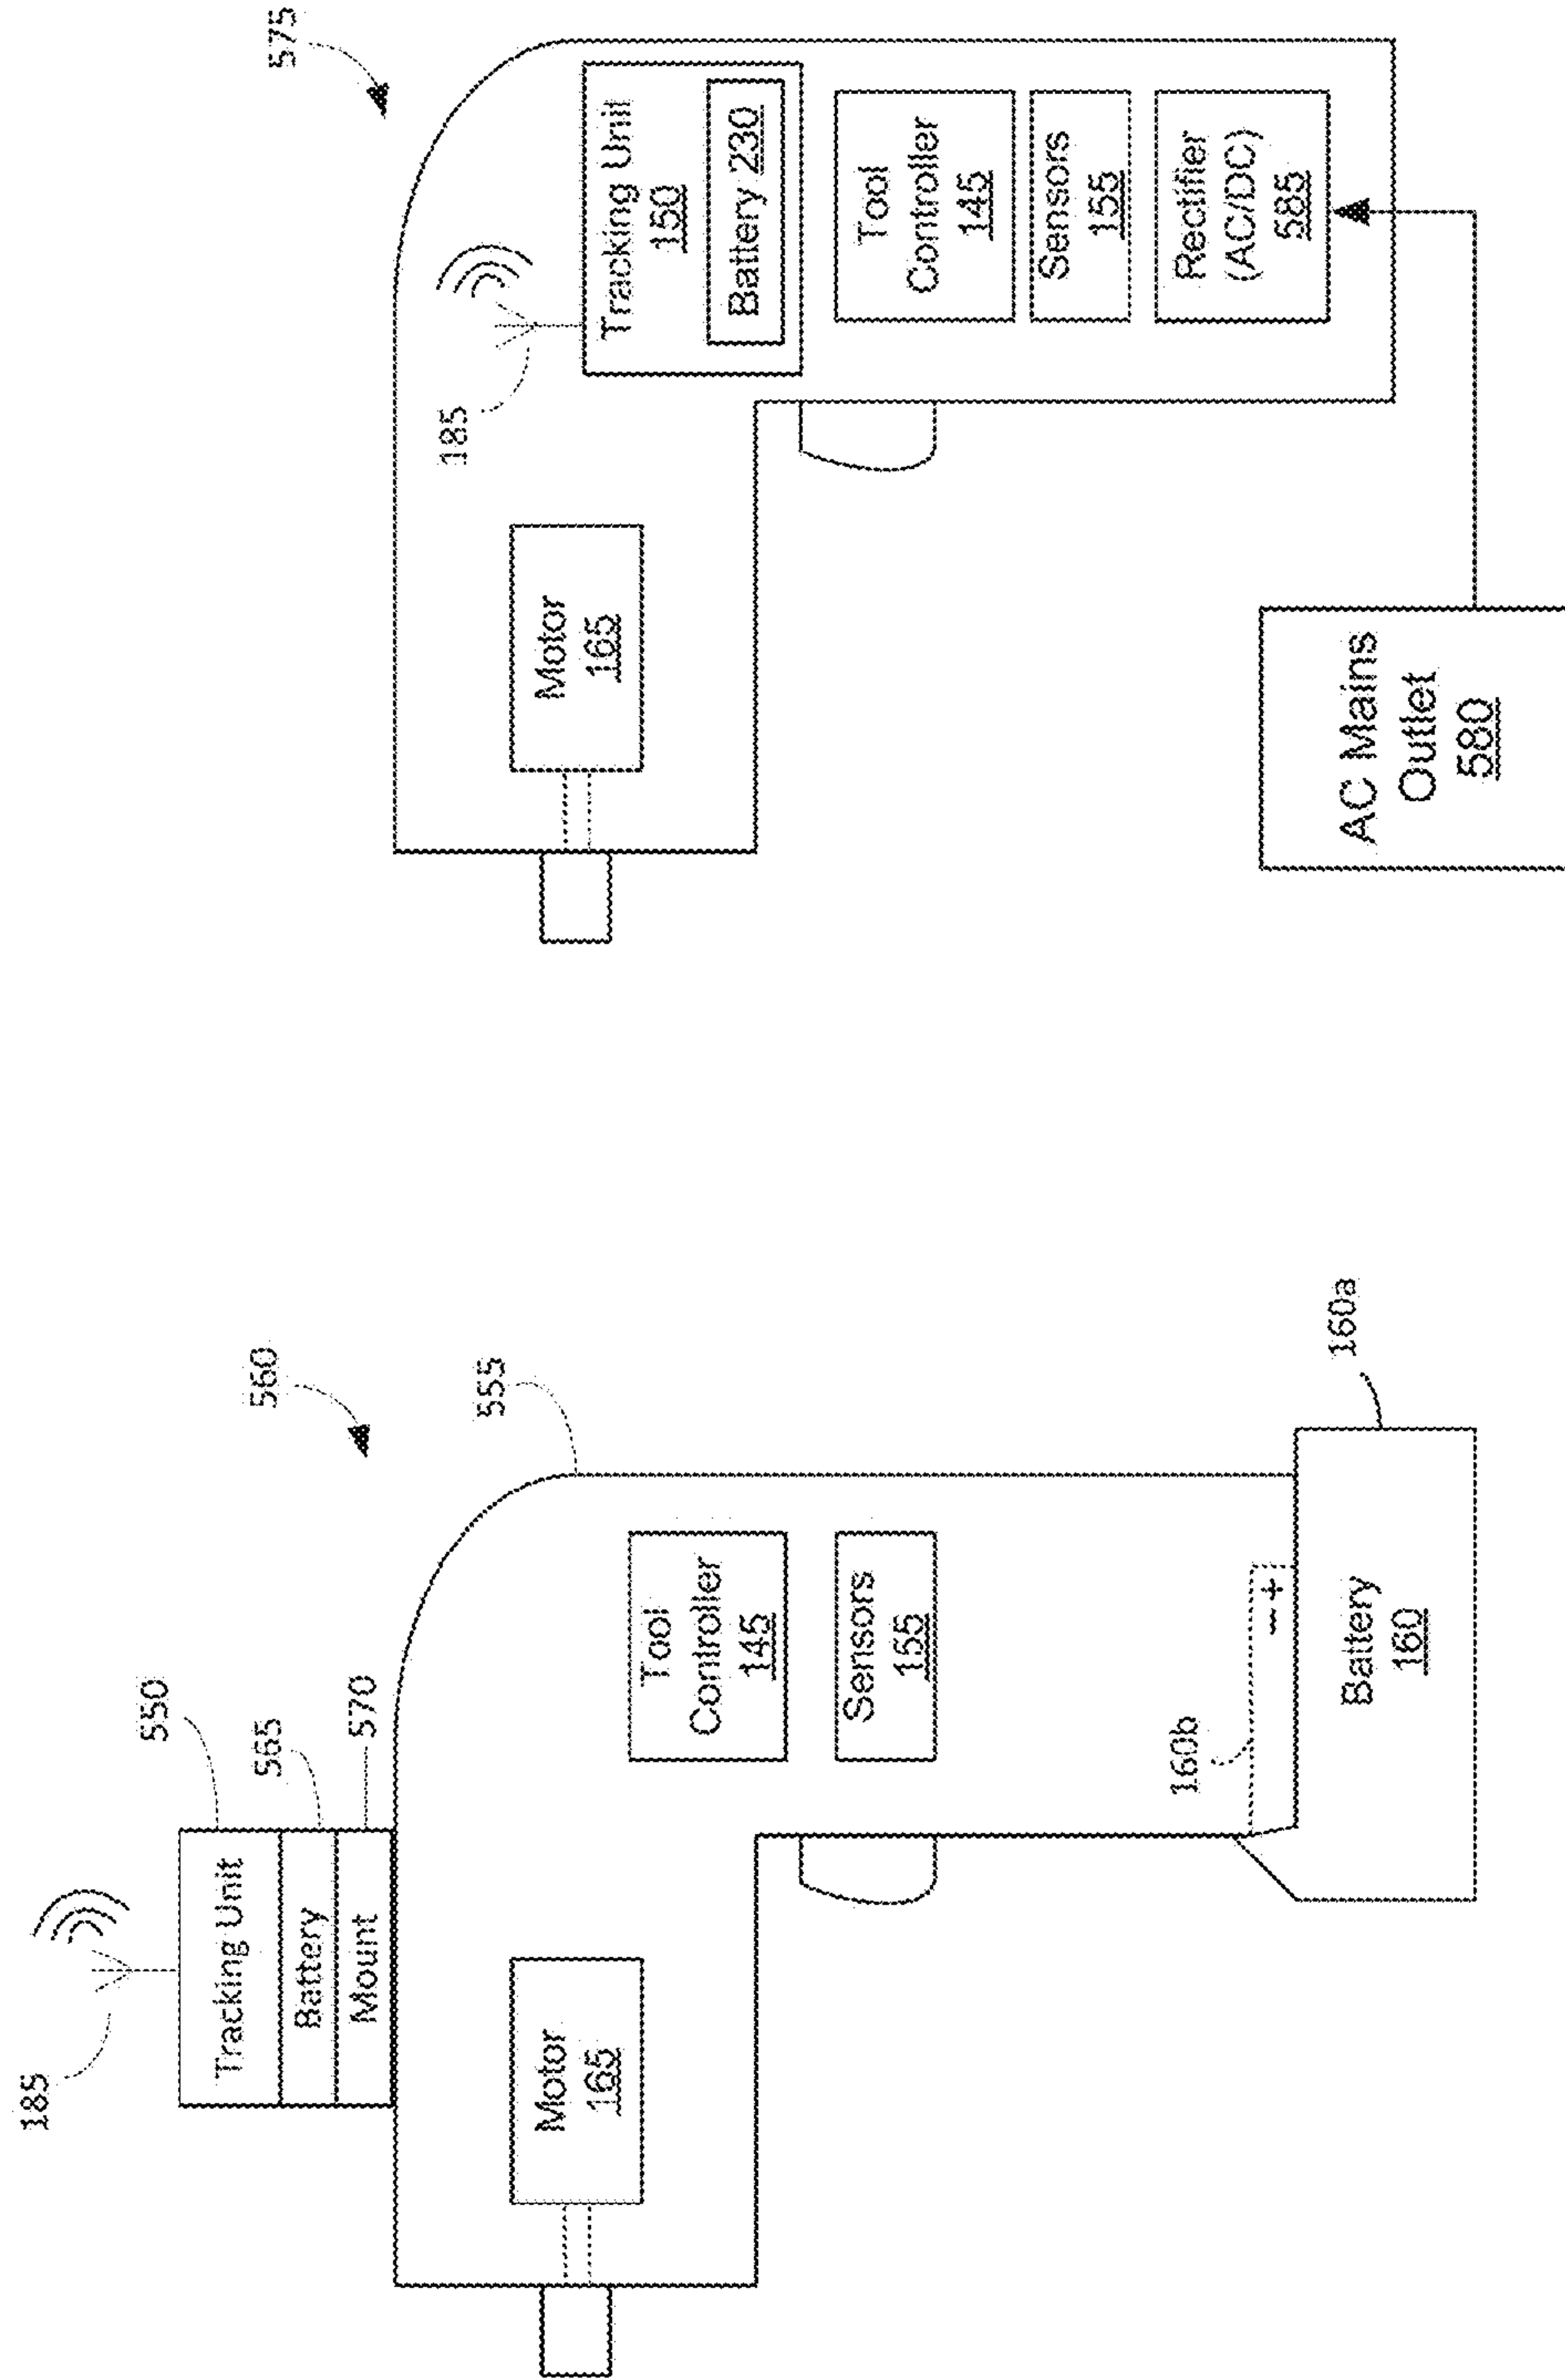 185
550
565
570
560
555
Tracking Unit
Battery
Mount
Motor
165
Tool
Controller
145
Sensors
155
160b
− +
Battery
160
160a
575
185
Tracking Unit
150
Battery 230
Motor
165
Tool
Controller
145
Sensors
155
Rectifier
(AC/DC)
585
AC Mains
Outlet
580